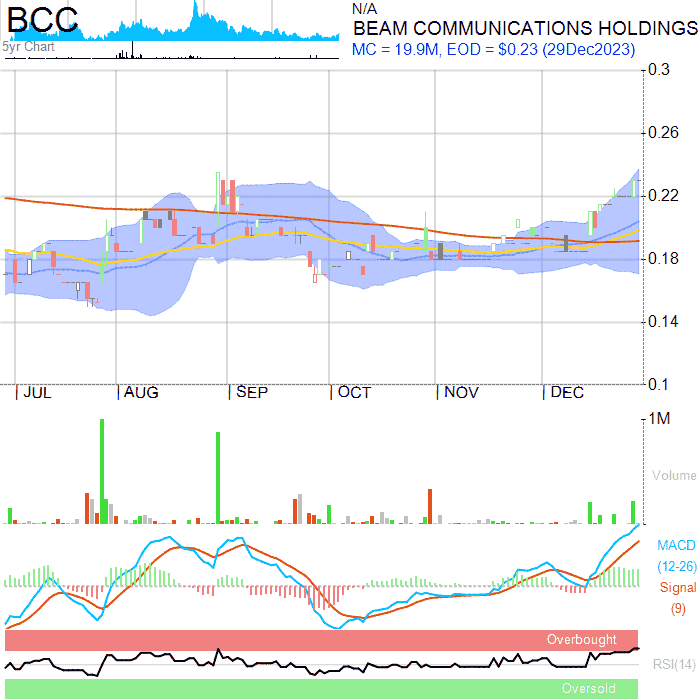 BCC
5yr Chart
N/A
BEAM COMMUNICATIONS HOLDINGS
MC = 19.9M, EOD = $0.23 (29Dec2023)
0.3
0.26
0.22
0.18
0.14
0.1
JUL AUG SEP OCT NOV DEC
1M
Volume
MACD
(12-26)
Signal
(9)
Overbought
RSI(14)
Oversold